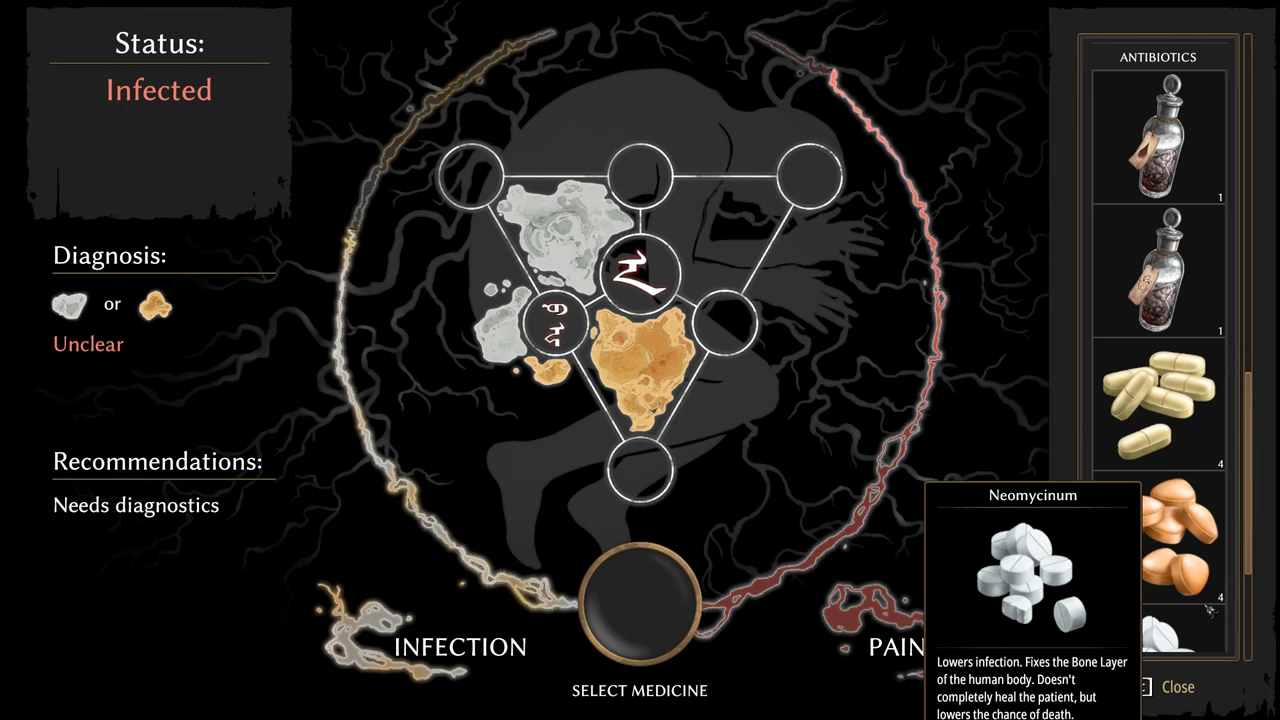 Status:
Infected
Diagnosis:
or
Unclear
Recommendations:
Needs diagnostics
INFECTION
PAIN
SELECT MEDICINE
ANTIBIOTICS
1
1
4
4
Neomycinum
Lowers infection. Fixes the Bone Layer
of the human body. Doesn't
completely heal the patient, but
lowers the chance of death.
Close